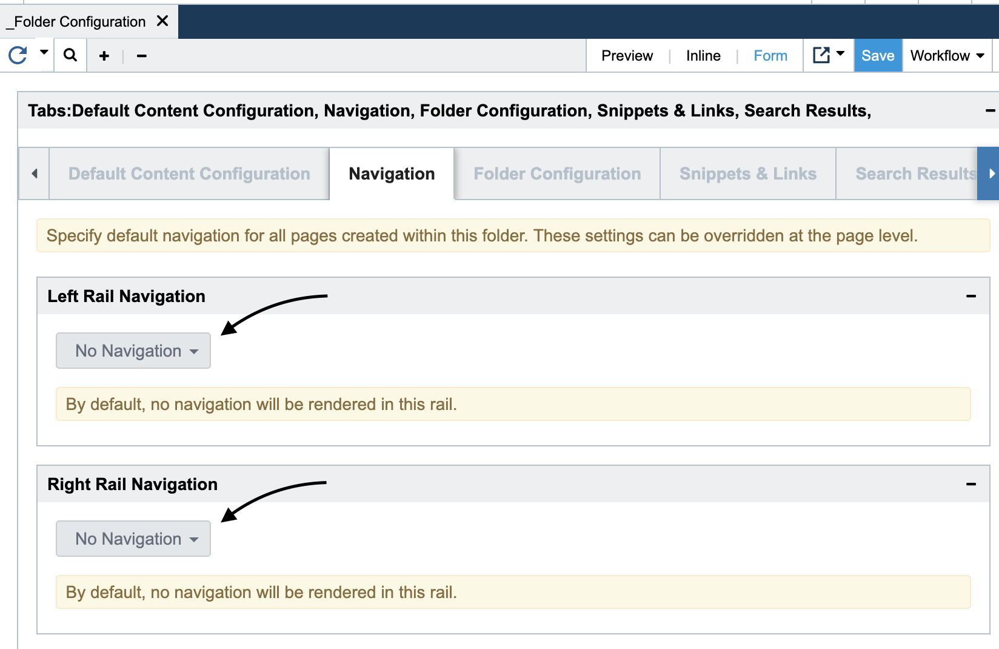 _Folder Configuration
Preview | Inline | Form Save Workflow
Tabs:Default Content Configuration, Navigation, Folder Configuration, Snippets & Links, Search Results,
Default Content Configuration Navigation Folder Configuration Snippets & Links Search Results
Specify default navigation for all pages created within this folder. These settings can be overridden at the page level.
Left Rail Navigation
No Navigation
By default, no navigation will be rendered in this rail.
Right Rail Navigation
No Navigation
By default, no navigation will be rendered in this rail.